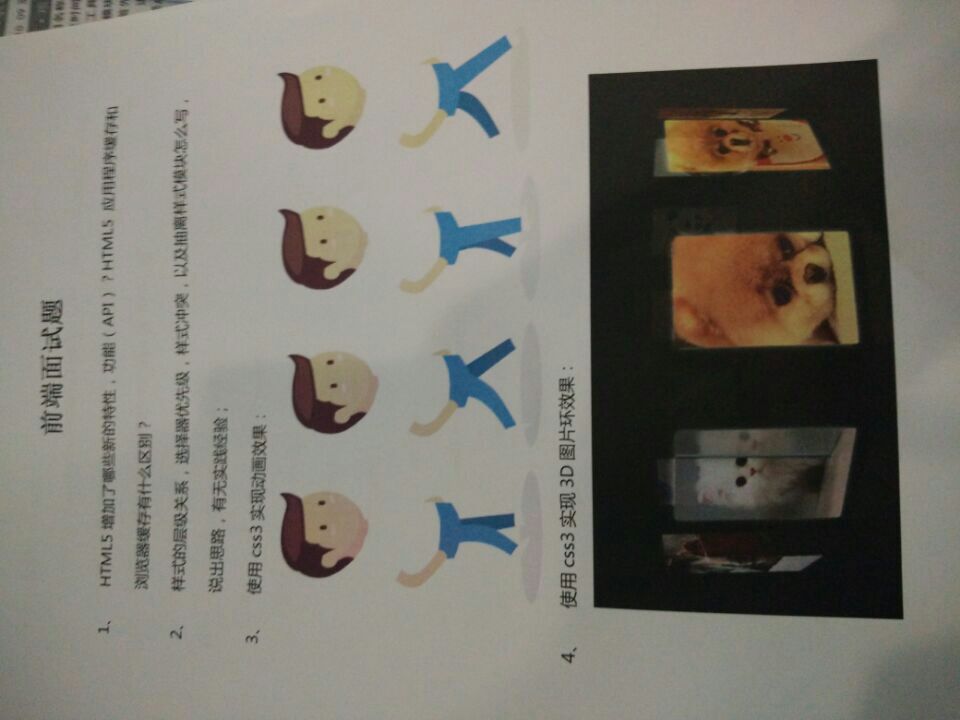 前端面试题
1、 HTML5 增加了哪些新的特性，功能（API）？HTML5 应用程序缓存和
浏览器缓存有什么区别？
2、 样式的层级关系，选择器优先级，样式冲突，以及抽离样式模块怎么写，
说出思路，有无实践经验；
3、 使用 css3 实现动画效果：
4、 使用 css3 实现 3D 图片环效果：